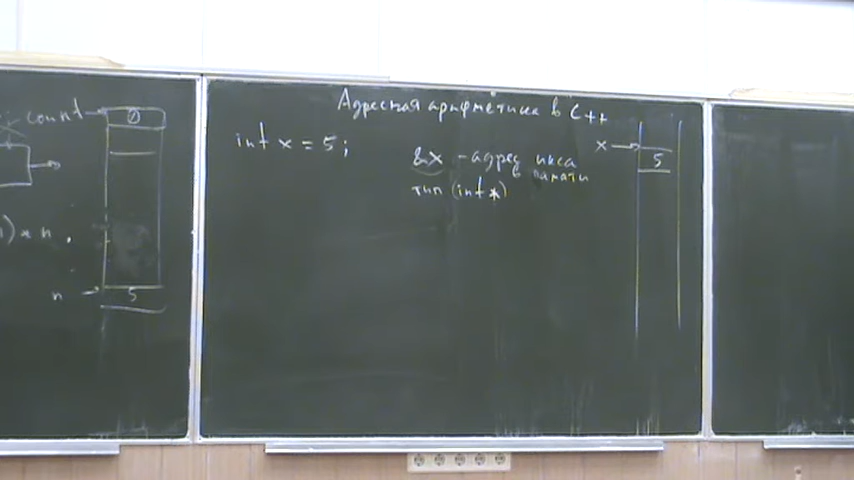 count
0
) * n
n
5
Адресная арифметика в C++
int x = 5;
&x - адрес икса
в памяти
тип (int *)
x
5